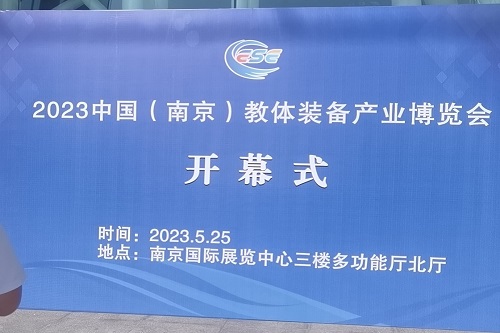 ESE
2023中国（南京）教体装备产业博览会
开幕式
时间：2023.5.25
地点：南京国际展览中心三楼多功能厅北厅